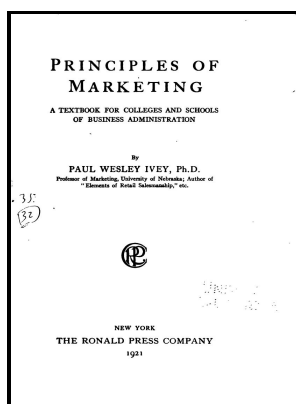 PRINCIPLES OF
MARKETING
A TEXTBOOK FOR COLLEGES AND SCHOOLS
OF BUSINESS ADMINISTRATION
By
PAUL WESLEY IVEY, Ph.D.
Professor of Marketing, University of Nebraska; Author of
"Elements of Retail Salesmanship," etc.
35
32
NEW YORK
THE RONALD PRESS COMPANY
1921